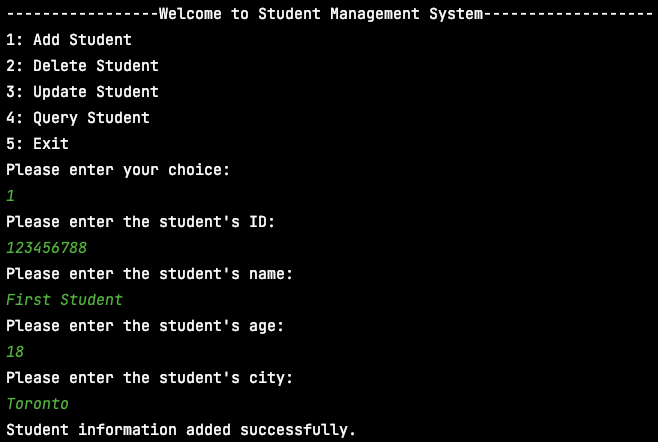 -----------------Welcome to Student Management System-------------------
1: Add Student
2: Delete Student
3: Update Student
4: Query Student
5: Exit
Please enter your choice:
1
Please enter the student's ID:
123456788
Please enter the student's name:
First Student
Please enter the student's age:
18
Please enter the student's city:
Toronto
Student information added successfully.